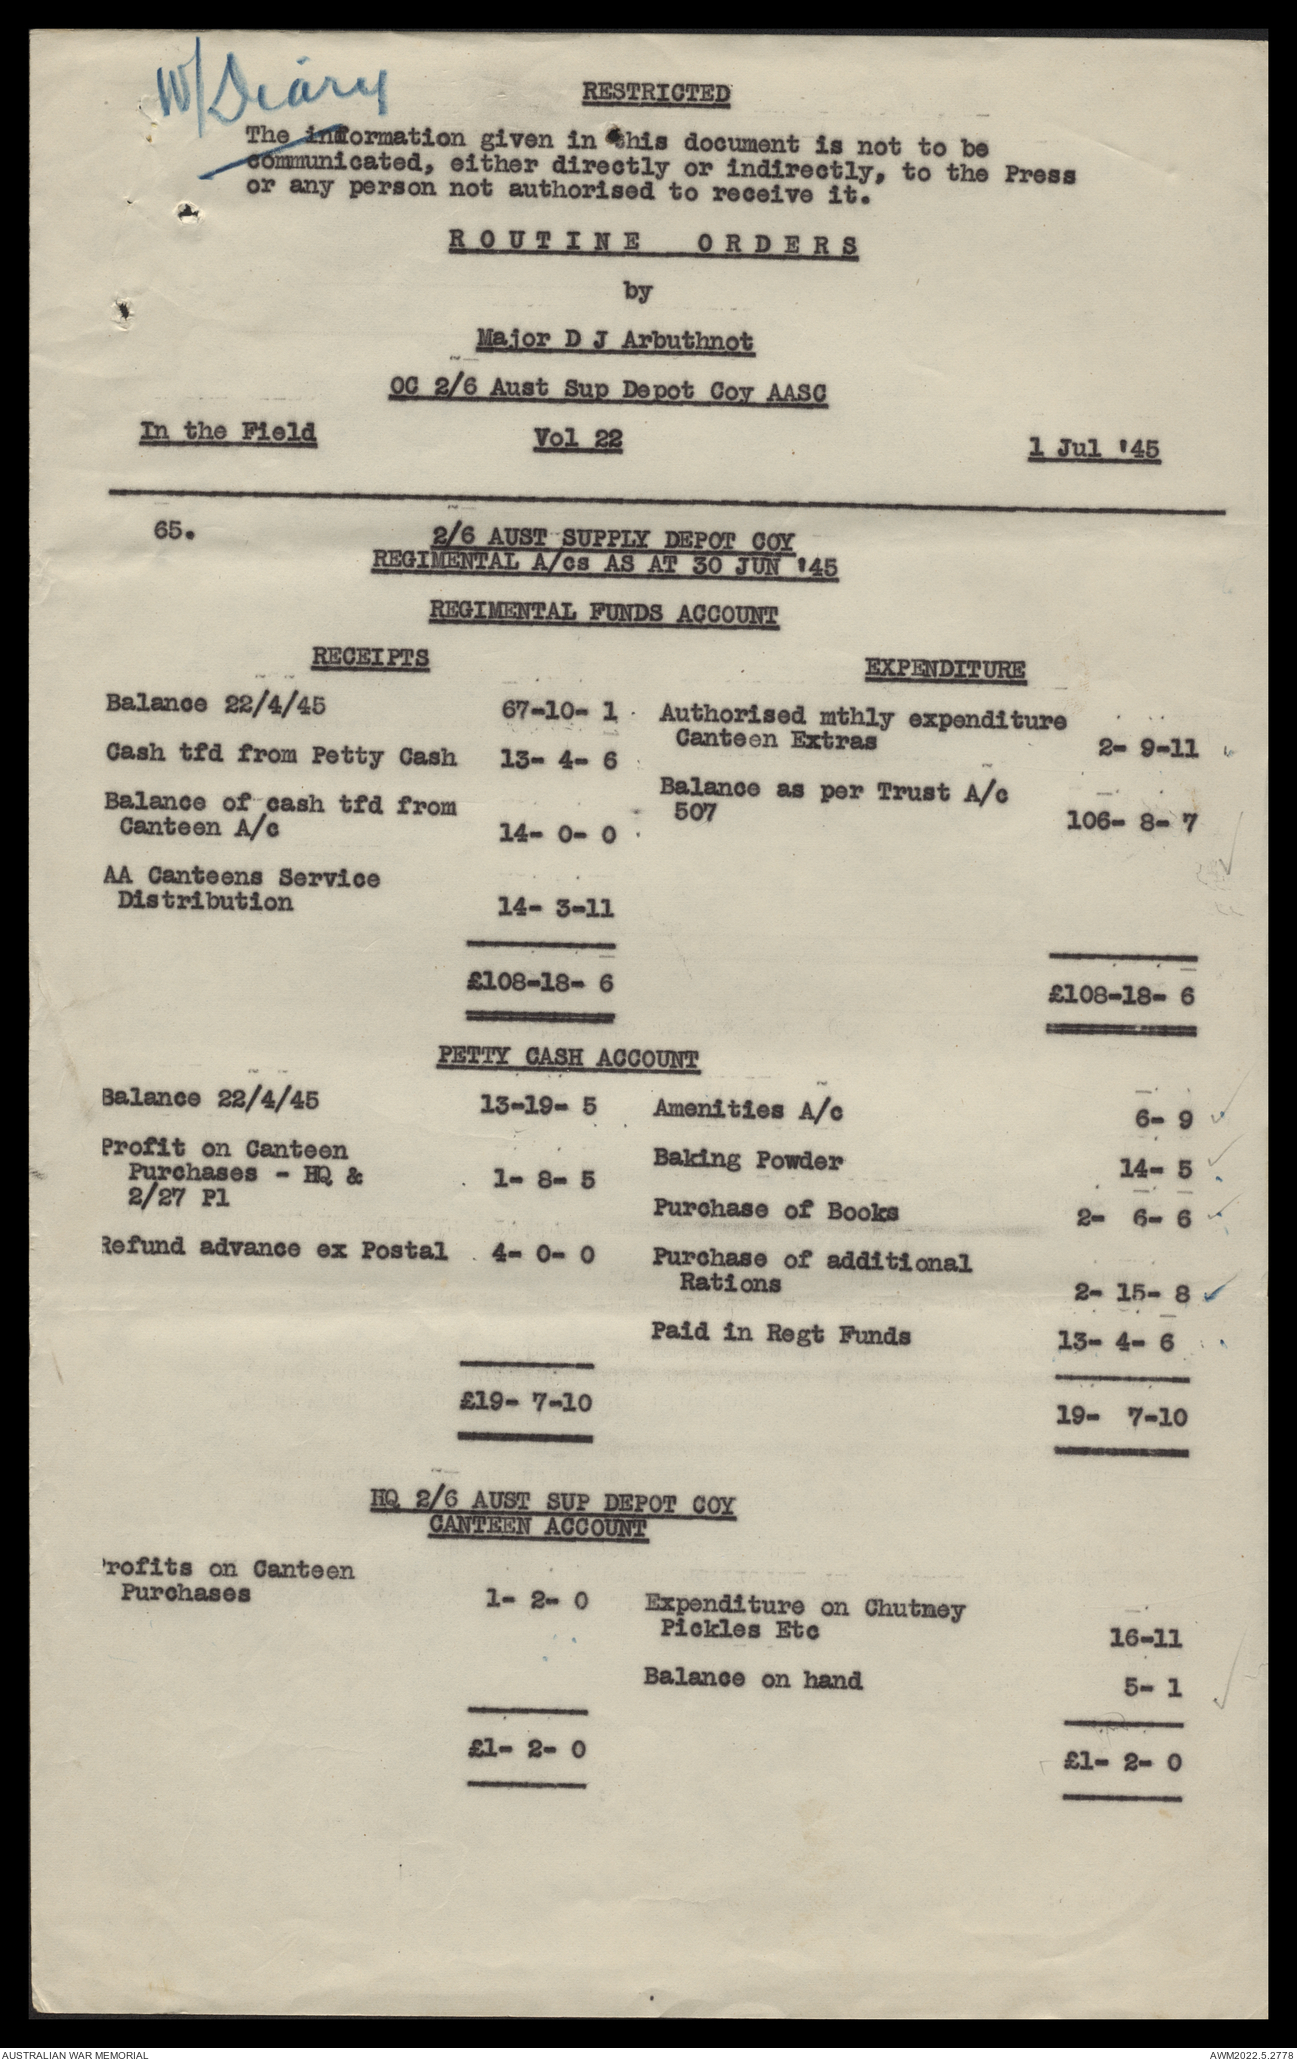 W/Diary
RESTRICTED
The information given in this document is not to be
communicated, either directly or indirectly, to the Press
or any person not authorised to receive it.
ROUTINE ORDERS
by
Major D J Arbuthnot
OC 2/6 Aust Sup Depot Coy AASC
In the Field Vol 22 1 Jul '45
65. 2/6 AUST SUPPLY DEPOT COY
REGIMENTAL A/cs AS AT 30 JUN '45
REGIMENTAL FUNDS ACCOUNT
RECEIPTS EXPENDITURE
Balance 22/4/45 67-10- 1 Authorised mthly expenditure
Canteen Extras 2- 9-11
Cash tfd from Petty Cash 13- 4- 6
Balance as per Trust A/c
507 106- 8- 7
Balance of cash tfd from
Canteen A/c 14- 0- 0
AA Canteens Service
Distribution 14- 3-11
£108-18- 6 £108-18- 6
PETTY CASH ACCOUNT
Balance 22/4/45 13-19- 5 Amenities A/c 6- 9
Profit on Canteen
Purchases - HQ &
2/27 Pl 1- 8- 5
Baking Powder 14- 5
Purchase of Books 2- 6- 6
Refund advance ex Postal 4- 0- 0 Purchase of additional
Rations 2- 15- 8
Paid in Regt Funds 13- 4- 6
£19- 7-10 19- 7-10
HQ 2/6 AUST SUP DEPOT COY
CANTEEN ACCOUNT
Profits on Canteen
Purchases 1- 2- 0 Expenditure on Chutney
Pickles Etc 16-11
Balance on hand 5- 1
£1- 2- 0 £1- 2- 0
AUSTRALIAN WAR MEMORIAL AWM2022.5.2778